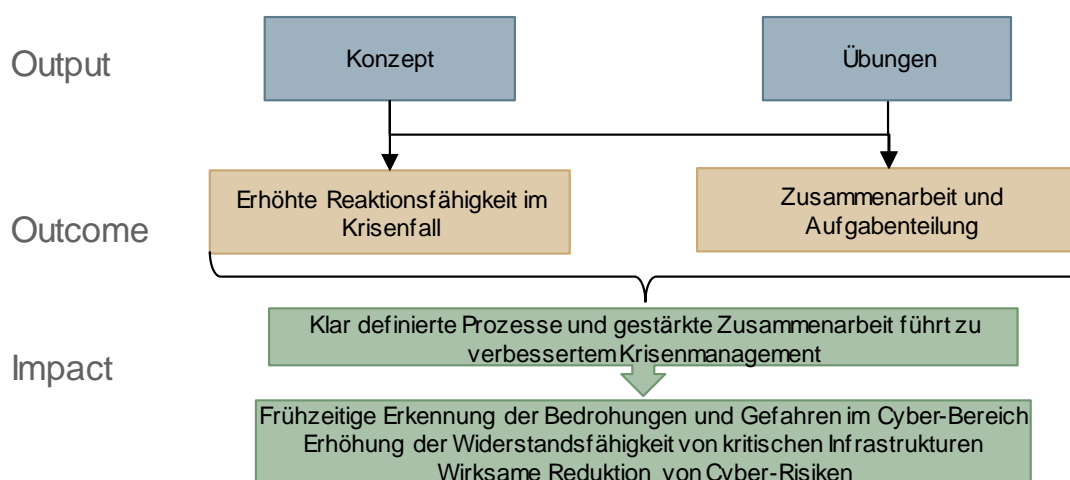 Output
Konzept
Übungen
Erhöhte Reaktionsfähigkeit im
Krisenfall
Zusammenarbeit und
Aufgabenteilung
Outcome
Klar definierte Prozesse und gestärkte Zusammenarbeit führt zu
verbessertem Krisenmanagement
Impact
Frühzeitige Erkennung der Bedrohungen und Gefahren im Cyber-Bereich
Erhöhung der Widerstandsfähigkeit von kritischen Infrastrukturen
Wirksame Reduktion von Cyber-Risiken